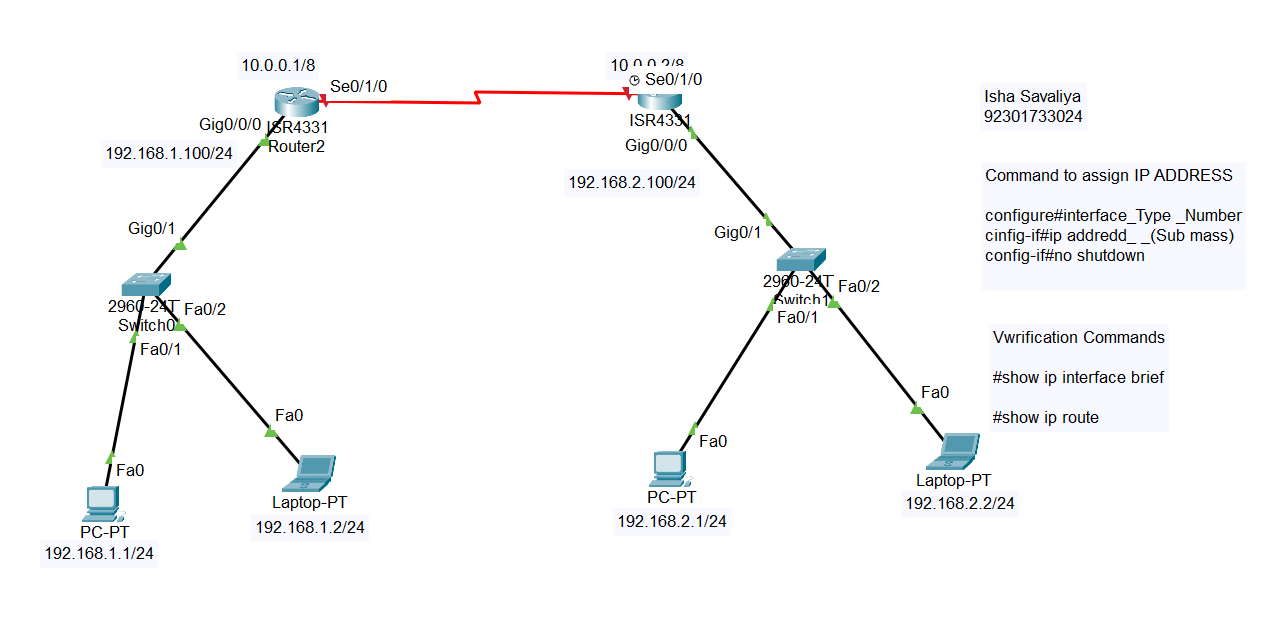 10.0.0.1/8
Se0/1/0
Gig0/0/0
ISR4331
Router2
192.168.1.100/24
Gig0/1
2960-24T
Switch0
Fa0/2
Fa0/1
Fa0
Fa0
PC-PT
192.168.1.1/24
Laptop-PT
192.168.1.2/24
10.0.0.2/8
Se0/1/0
ISR4331
Gig0/0/0
192.168.2.100/24
Gig0/1
2960-24T
Switch1
Fa0/2
Fa0/1
Fa0
Fa0
PC-PT
192.168.2.1/24
Laptop-PT
192.168.2.2/24
Isha Savaliya
92301733024
Command to assign IP ADDRESS
configure#interface_Type _Number
cinfig-if#ip addredd_ _(Sub mass)
config-if#no shutdown
Vwrification Commands
#show ip interface brief
#show ip route